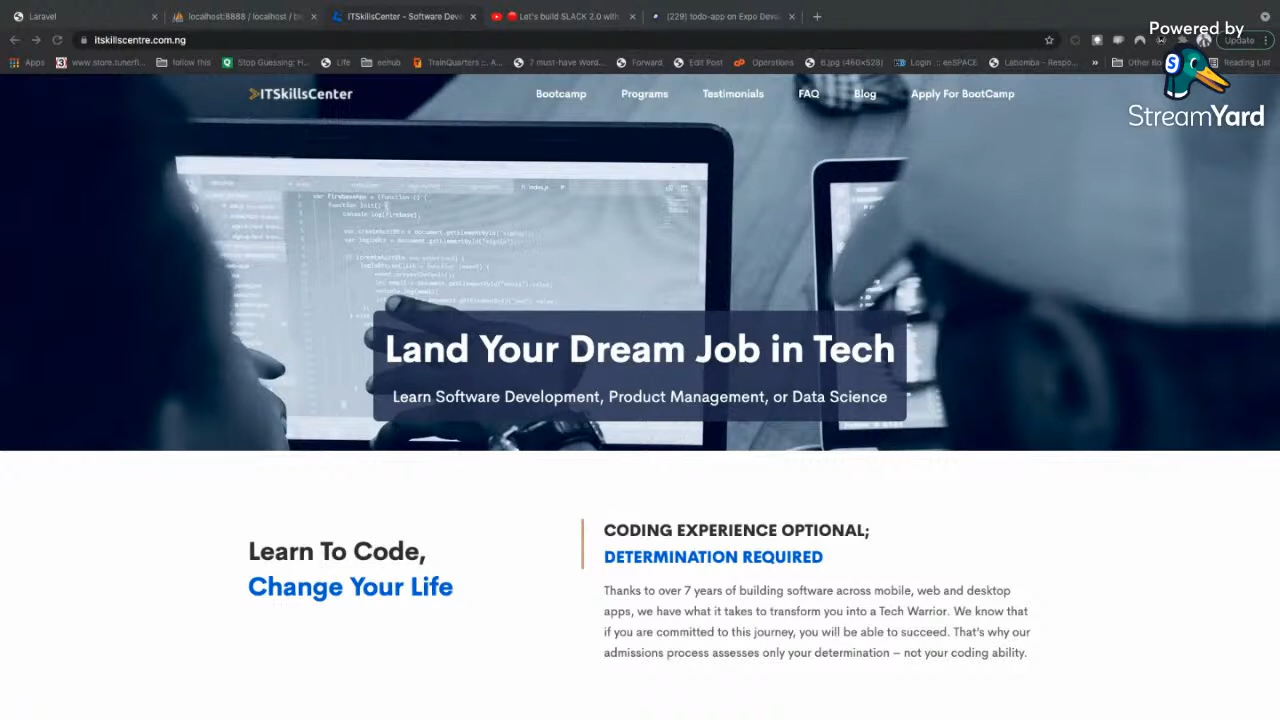 Laravel
localhost:8888 / localhost / b
ITSkillsCenter - Software Dev
Let's build SLACK 2.0 with
(229) todo-app on Expo Dev
Powered by
itskillscentre.com.ng
Update
Apps
www.store.tunerfl...
follow this
Stop Guessing: H...
Life
eehub
TrainQuarters ::. A...
7 must-have Word...
Forward
Edit Post
Operations
6.jpg (460×528)
Login :: eeSPACE
Labomba - Respo...
»
Other Bo
Reading List
StreamYard
ITSkillsCenter
Bootcamp
Programs
Testimonials
FAQ
Blog
Apply For BootCamp
index.js
Land Your Dream Job in Tech
Learn Software Development, Product Management, or Data Science
Learn To Code,
Change Your Life
CODING EXPERIENCE OPTIONAL;
DETERMINATION REQUIRED
Thanks to over 7 years of building software across mobile, web and desktop
apps, we have what it takes to transform you into a Tech Warrior. We know that
if you are committed to this journey, you will be able to succeed. That's why our
admissions process assesses only your determination – not your coding ability.